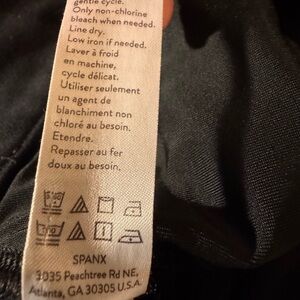 gentle cycle.
Only non-chlorine
bleach when needed.
Line dry.
Low iron if needed.
Laver à froid
en machine,
cycle délicat.
Utiliser seulement
un agent de
blanchiment non
chloré au besoin.
Étendre.
Repasser au fer
doux au besoin.
SPANX
3035 Peachtree Rd NE,
Atlanta, GA 30305 U.S.A.